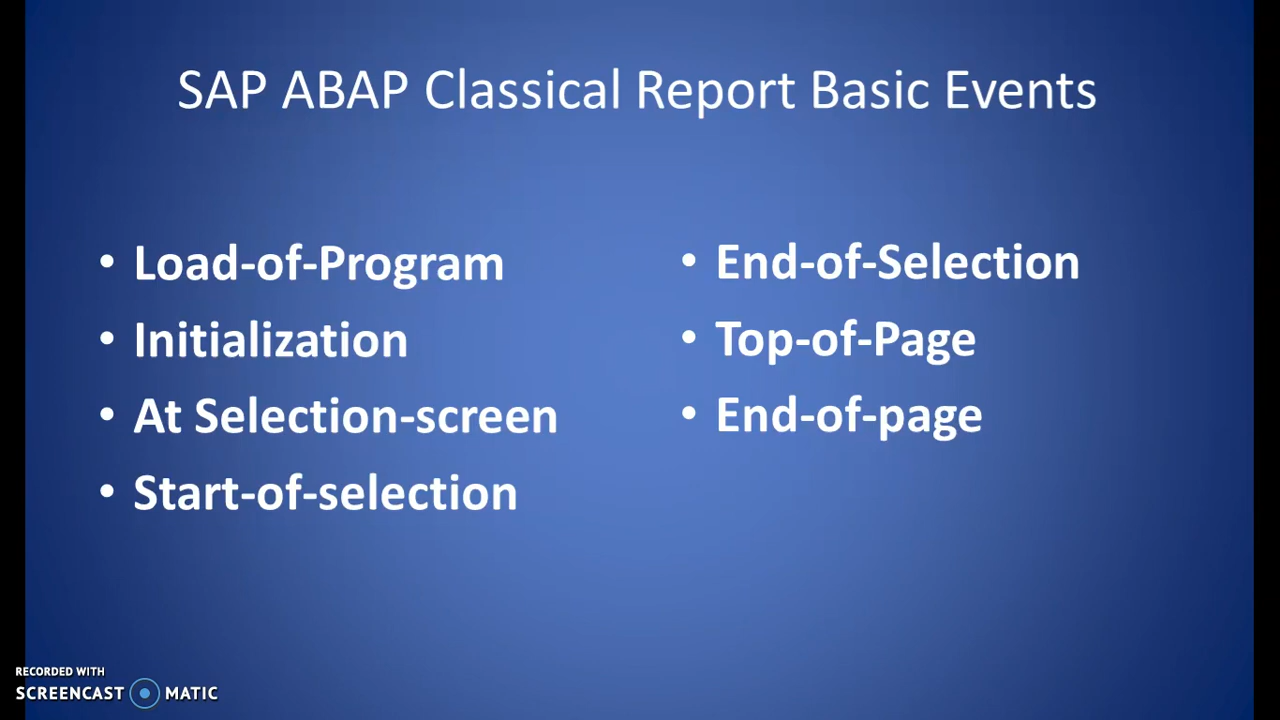 SAP ABAP Classical Report Basic Events
• Load-of-Program
• Initialization
• At Selection-screen
• Start-of-selection
• End-of-Selection
• Top-of-Page
• End-of-page
RECORDED WITH
SCREENCAST MATIC